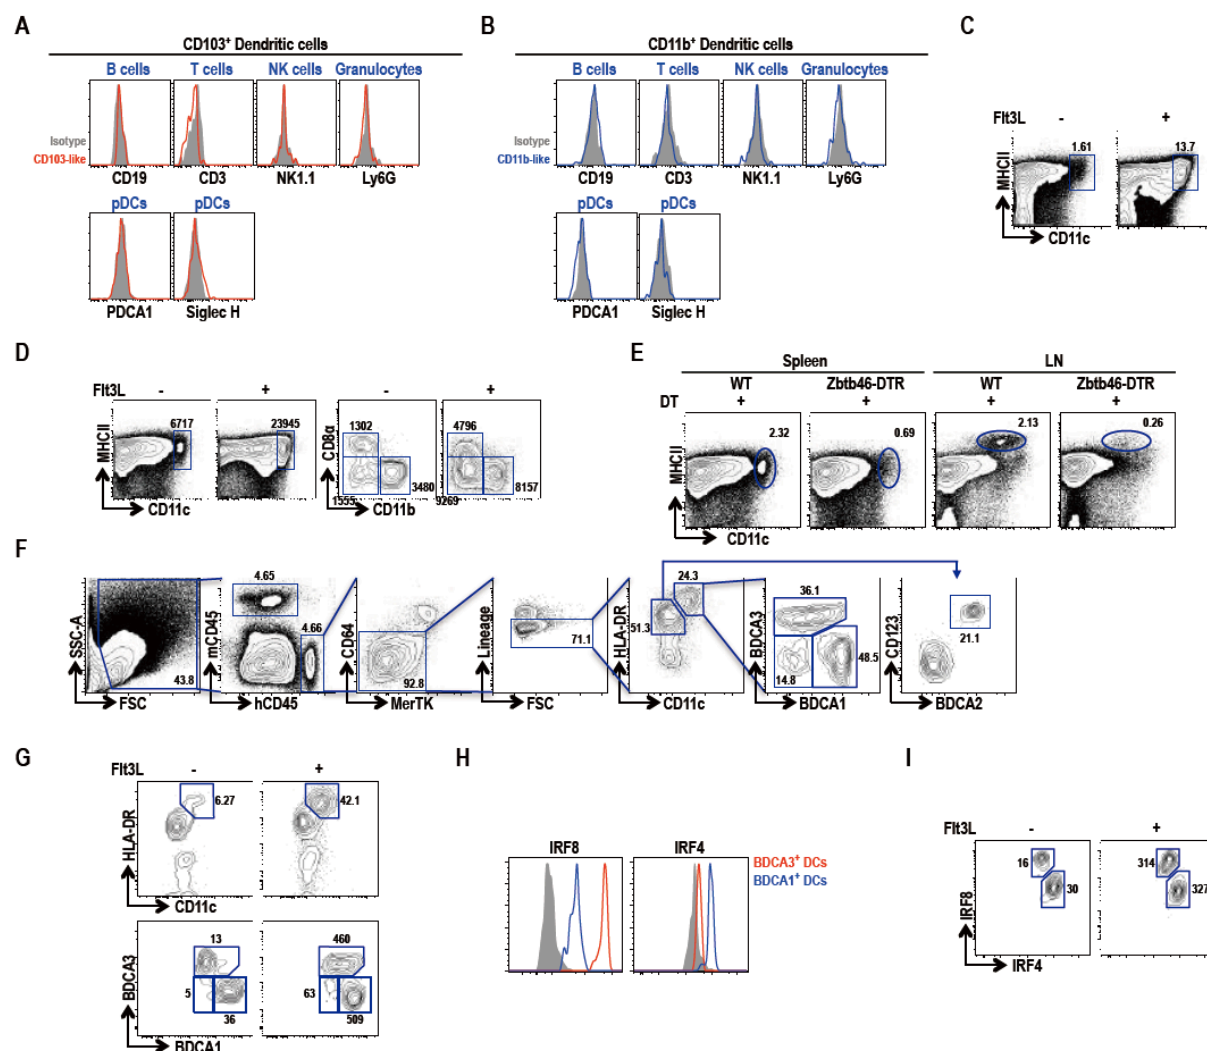 A
CD103+ Dendritic cells
B cells T cells NK cells Granulocytes
Isotype
CD103-like
CD19 CD3 NK1.1 Ly6G
pDCs pDCs
PDCA1 Siglec H
B
CD11b+ Dendritic cells
B cells T cells NK cells Granulocytes
Isotype
CD11b-like
CD19 CD3 NK1.1 Ly6G
pDCs pDCs
PDCA1 Siglec H
C
Flt3L - +
1.61 13.7
MHCII
CD11c
D
Flt3L - + - +
6717 23945 1302 4796
MHCII CD8α
1555 3480 9269 8157
CD11c CD11b
E
Spleen LN
WT Zbtb46-DTR WT Zbtb46-DTR
DT + + + +
2.32 0.69 2.13 0.26
MHCII
CD11c
F
4.65 24.3 36.1
SSC-A mCD45 CD64 Lineage HLA-DR BDCA3 CD123
43.8 4.66 92.8 71.1 51.3 14.8 48.5 21.1
FSC hCD45 MerTK FSC CD11c BDCA1 BDCA2
G
Flt3L - +
6.27 42.1
HLA-DR
CD11c
13 460
BDCA3
5 63
36 509
BDCA1
H
IRF8 IRF4
BDCA3+ DCs
BDCA1+ DCs
I
Flt3L - +
16 314
30 327
IRF8
IRF4